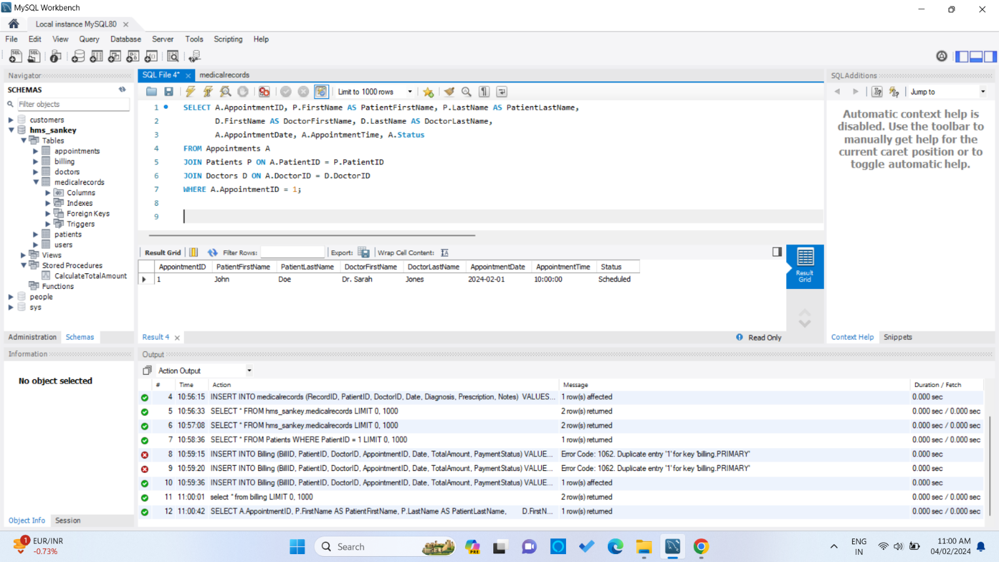 MySQL Workbench
Local instance MySQL80
File Edit View Query Database Server Tools Scripting Help
Navigator
SCHEMAS
Filter objects
customers
hms_sankey
Tables
appointments
billing
doctors
medicalrecords
Columns
Indexes
Foreign Keys
Triggers
patients
users
Views
Stored Procedures
CalculateTotalAmount
Functions
people
sys
Administration Schemas
Information
No object selected
Object Info Session
SQL File 4* medicalrecords
Limit to 1000 rows
1 SELECT A.AppointmentID, P.FirstName AS PatientFirstName, P.LastName AS PatientLastName,
2 D.FirstName AS DoctorFirstName, D.LastName AS DoctorLastName,
3 A.AppointmentDate, A.AppointmentTime, A.Status
4 FROM Appointments A
5 JOIN Patients P ON A.PatientID = P.PatientID
6 JOIN Doctors D ON A.DoctorID = D.DoctorID
7 WHERE A.AppointmentID = 1;
8
9
Result Grid Filter Rows: Export: Wrap Cell Content:
AppointmentID PatientFirstName PatientLastName DoctorFirstName DoctorLastName AppointmentDate AppointmentTime Status
1 John Doe Dr. Sarah Jones 2024-02-01 10:00:00 Scheduled
Result
Grid
Result 4 Read Only
SQLAdditions
Jump to
Automatic context help is
disabled. Use the toolbar to
manually get help for the
current caret position or to
toggle automatic help.
Context Help Snippets
Output
Action Output
# Time Action Message Duration / Fetch
4 10:56:15 INSERT INTO medicalrecords (RecordID, PatientID, DoctorID, Date, Diagnosis, Prescription, Notes) VALUES... 1 row(s) affected 0.000 sec
5 10:56:33 SELECT * FROM hms_sankey.medicalrecords LIMIT 0, 1000 2 row(s) returned 0.000 sec / 0.000 sec
6 10:57:08 SELECT * FROM hms_sankey.medicalrecords LIMIT 0, 1000 2 row(s) returned 0.000 sec / 0.000 sec
7 10:58:36 SELECT * FROM Patients WHERE PatientID = 1 LIMIT 0, 1000 1 row(s) returned 0.000 sec / 0.000 sec
8 10:59:15 INSERT INTO Billing (BillID, PatientID, DoctorID, AppointmentID, Date, TotalAmount, PaymentStatus) VALUE... Error Code: 1062. Duplicate entry '1' for key 'billing.PRIMARY' 0.000 sec
9 10:59:20 INSERT INTO Billing (BillID, PatientID, DoctorID, AppointmentID, Date, TotalAmount, PaymentStatus) VALUE... Error Code: 1062. Duplicate entry '1' for key 'billing.PRIMARY' 0.000 sec
10 10:59:36 INSERT INTO Billing (BillID, PatientID, DoctorID, AppointmentID, Date, TotalAmount, PaymentStatus) VALUE... 1 row(s) affected 0.000 sec
11 11:00:01 select * from billing LIMIT 0, 1000 2 row(s) returned 0.000 sec / 0.000 sec
12 11:00:42 SELECT A.AppointmentID, P.FirstName AS PatientFirstName, P.LastName AS PatientLastName, D.FirstN... 1 row(s) returned 0.000 sec / 0.000 sec
1
EUR/INR
-0.73%
Search
PRE
ENG
IN
11:00 AM
04/02/2024